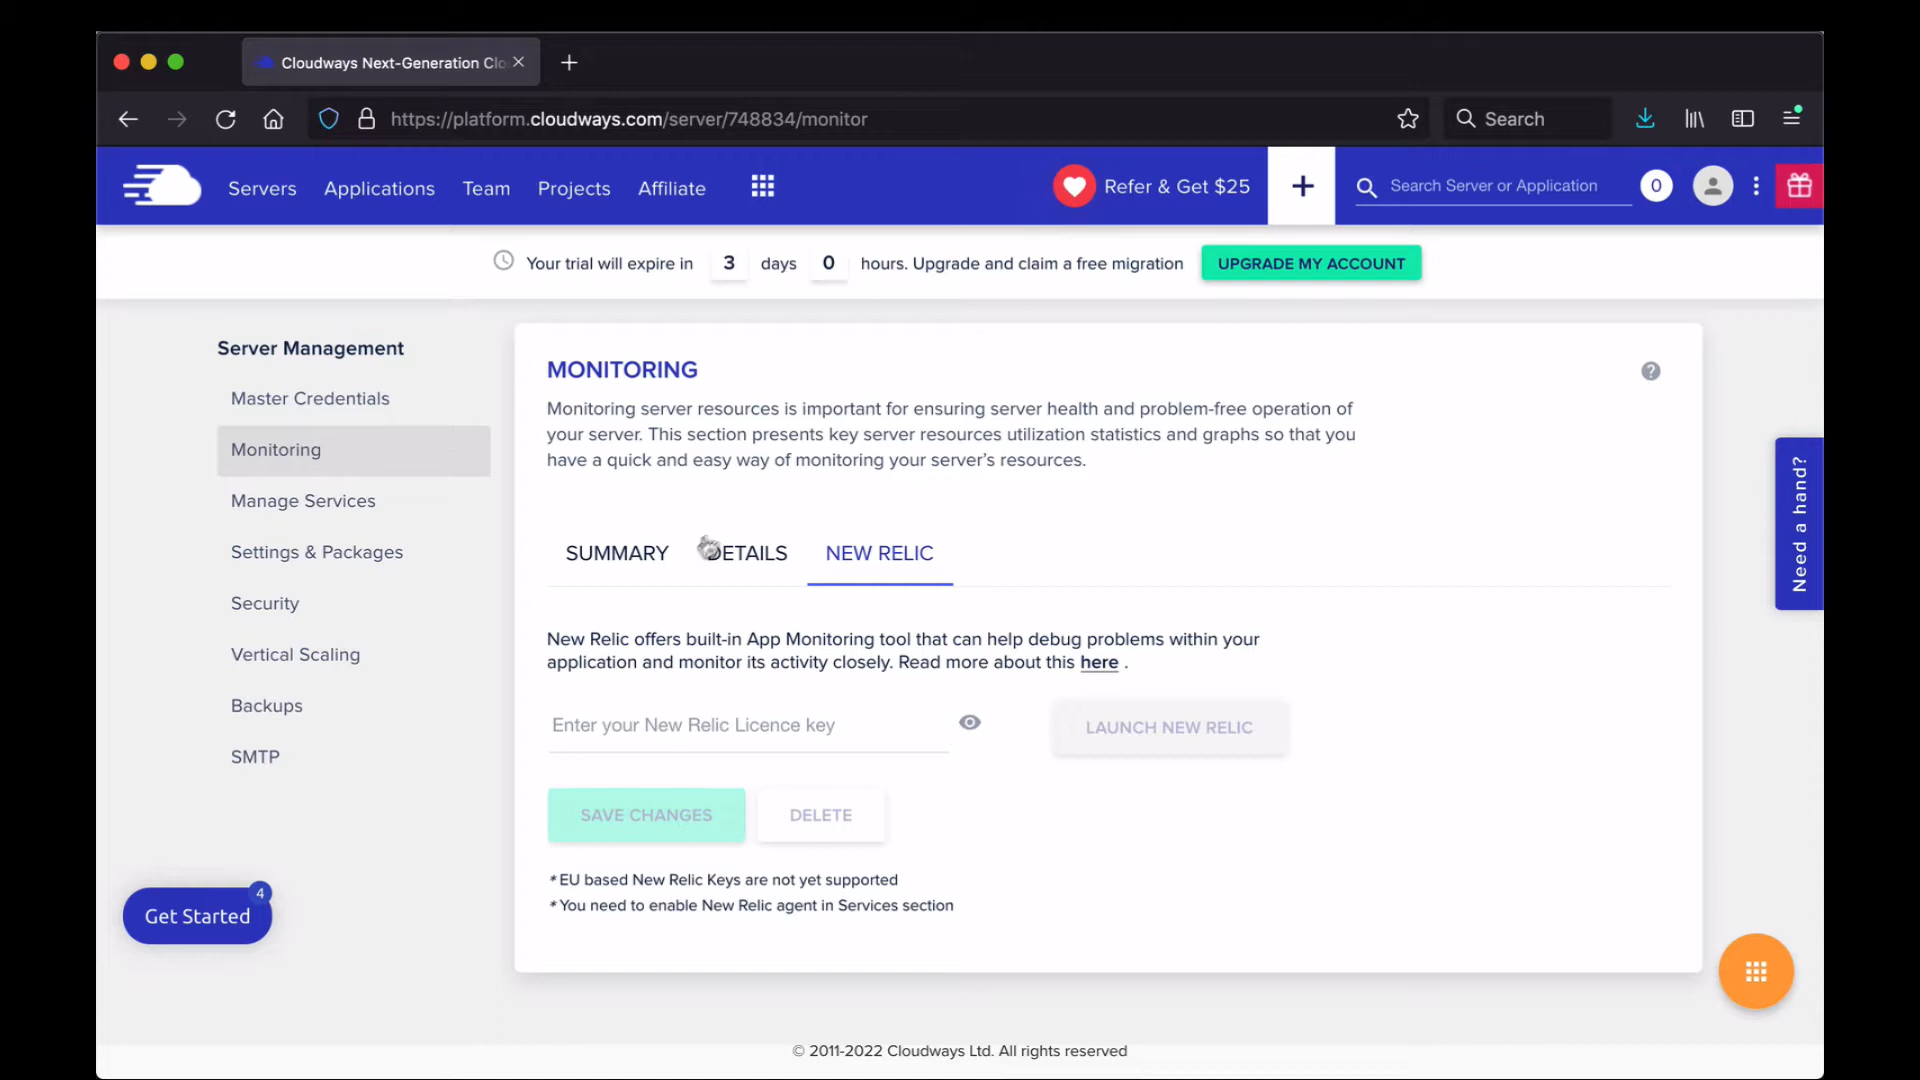 Cloudways Next-Generation Clo
https://platform.cloudways.com/server/748834/monitor
Search
Servers
Applications
Team
Projects
Affiliate
Refer & Get $25
+
Search Server or Application
0
Your trial will expire in 3 days 0 hours. Upgrade and claim a free migration
UPGRADE MY ACCOUNT
Server Management
Master Credentials
Monitoring
Manage Services
Settings & Packages
Security
Vertical Scaling
Backups
SMTP
MONITORING
?
Monitoring server resources is important for ensuring server health and problem-free operation of
your server. This section presents key server resources utilization statistics and graphs so that you
have a quick and easy way of monitoring your server's resources.
SUMMARY
DETAILS
NEW RELIC
New Relic offers built-in App Monitoring tool that can help debug problems within your
application and monitor its activity closely. Read more about this here .
Enter your New Relic Licence key
LAUNCH NEW RELIC
SAVE CHANGES
DELETE
* EU based New Relic Keys are not yet supported
* You need to enable New Relic agent in Services section
Need a hand?
Get Started
4
© 2011-2022 Cloudways Ltd. All rights reserved